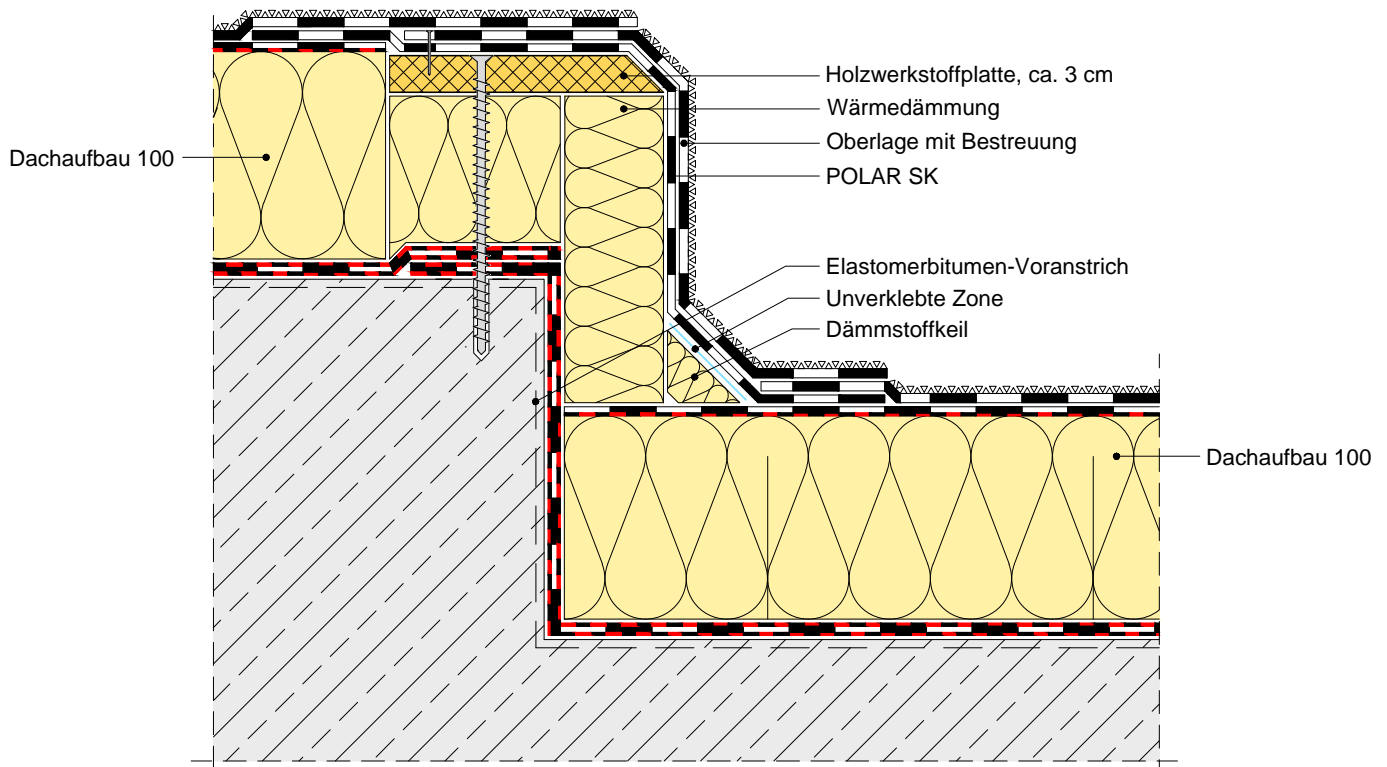 Holzwerkstoffplatte, ca. 3 cm
Wärmedämmung
Oberlage mit Bestreuung
Dachaufbau 100
POLAR SK
Elastomerbitumen-Voranstrich
Unverklebte Zone
Dämmstoffkeil
Dachaufbau 100